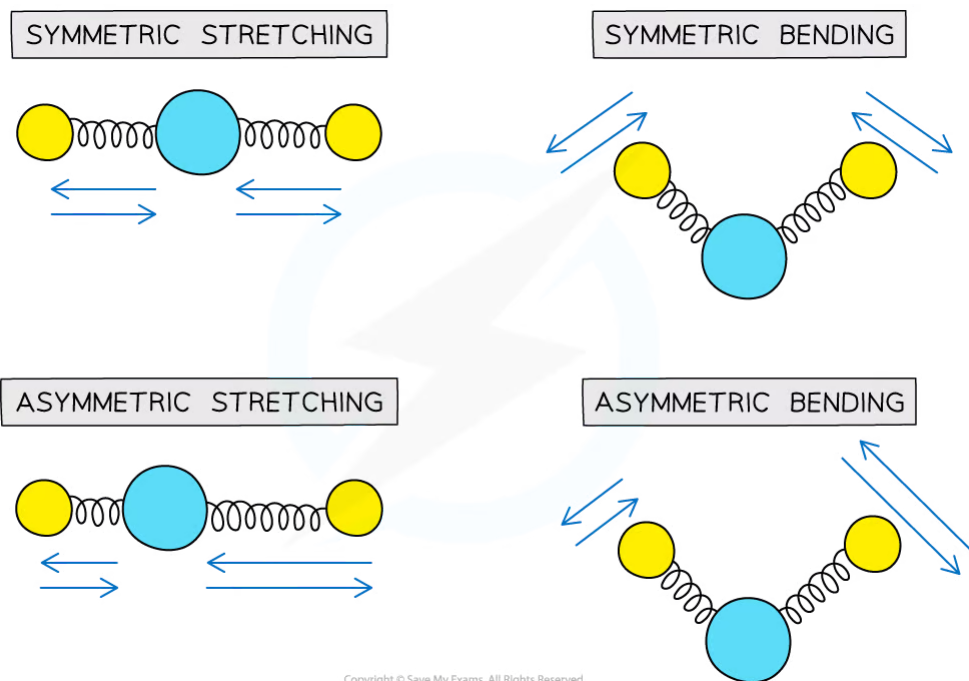 SYMMETRIC STRETCHING
SYMMETRIC BENDING
ASYMMETRIC STRETCHING
ASYMMETRIC BENDING
Copyright © Save My Exams. All Rights Reserved